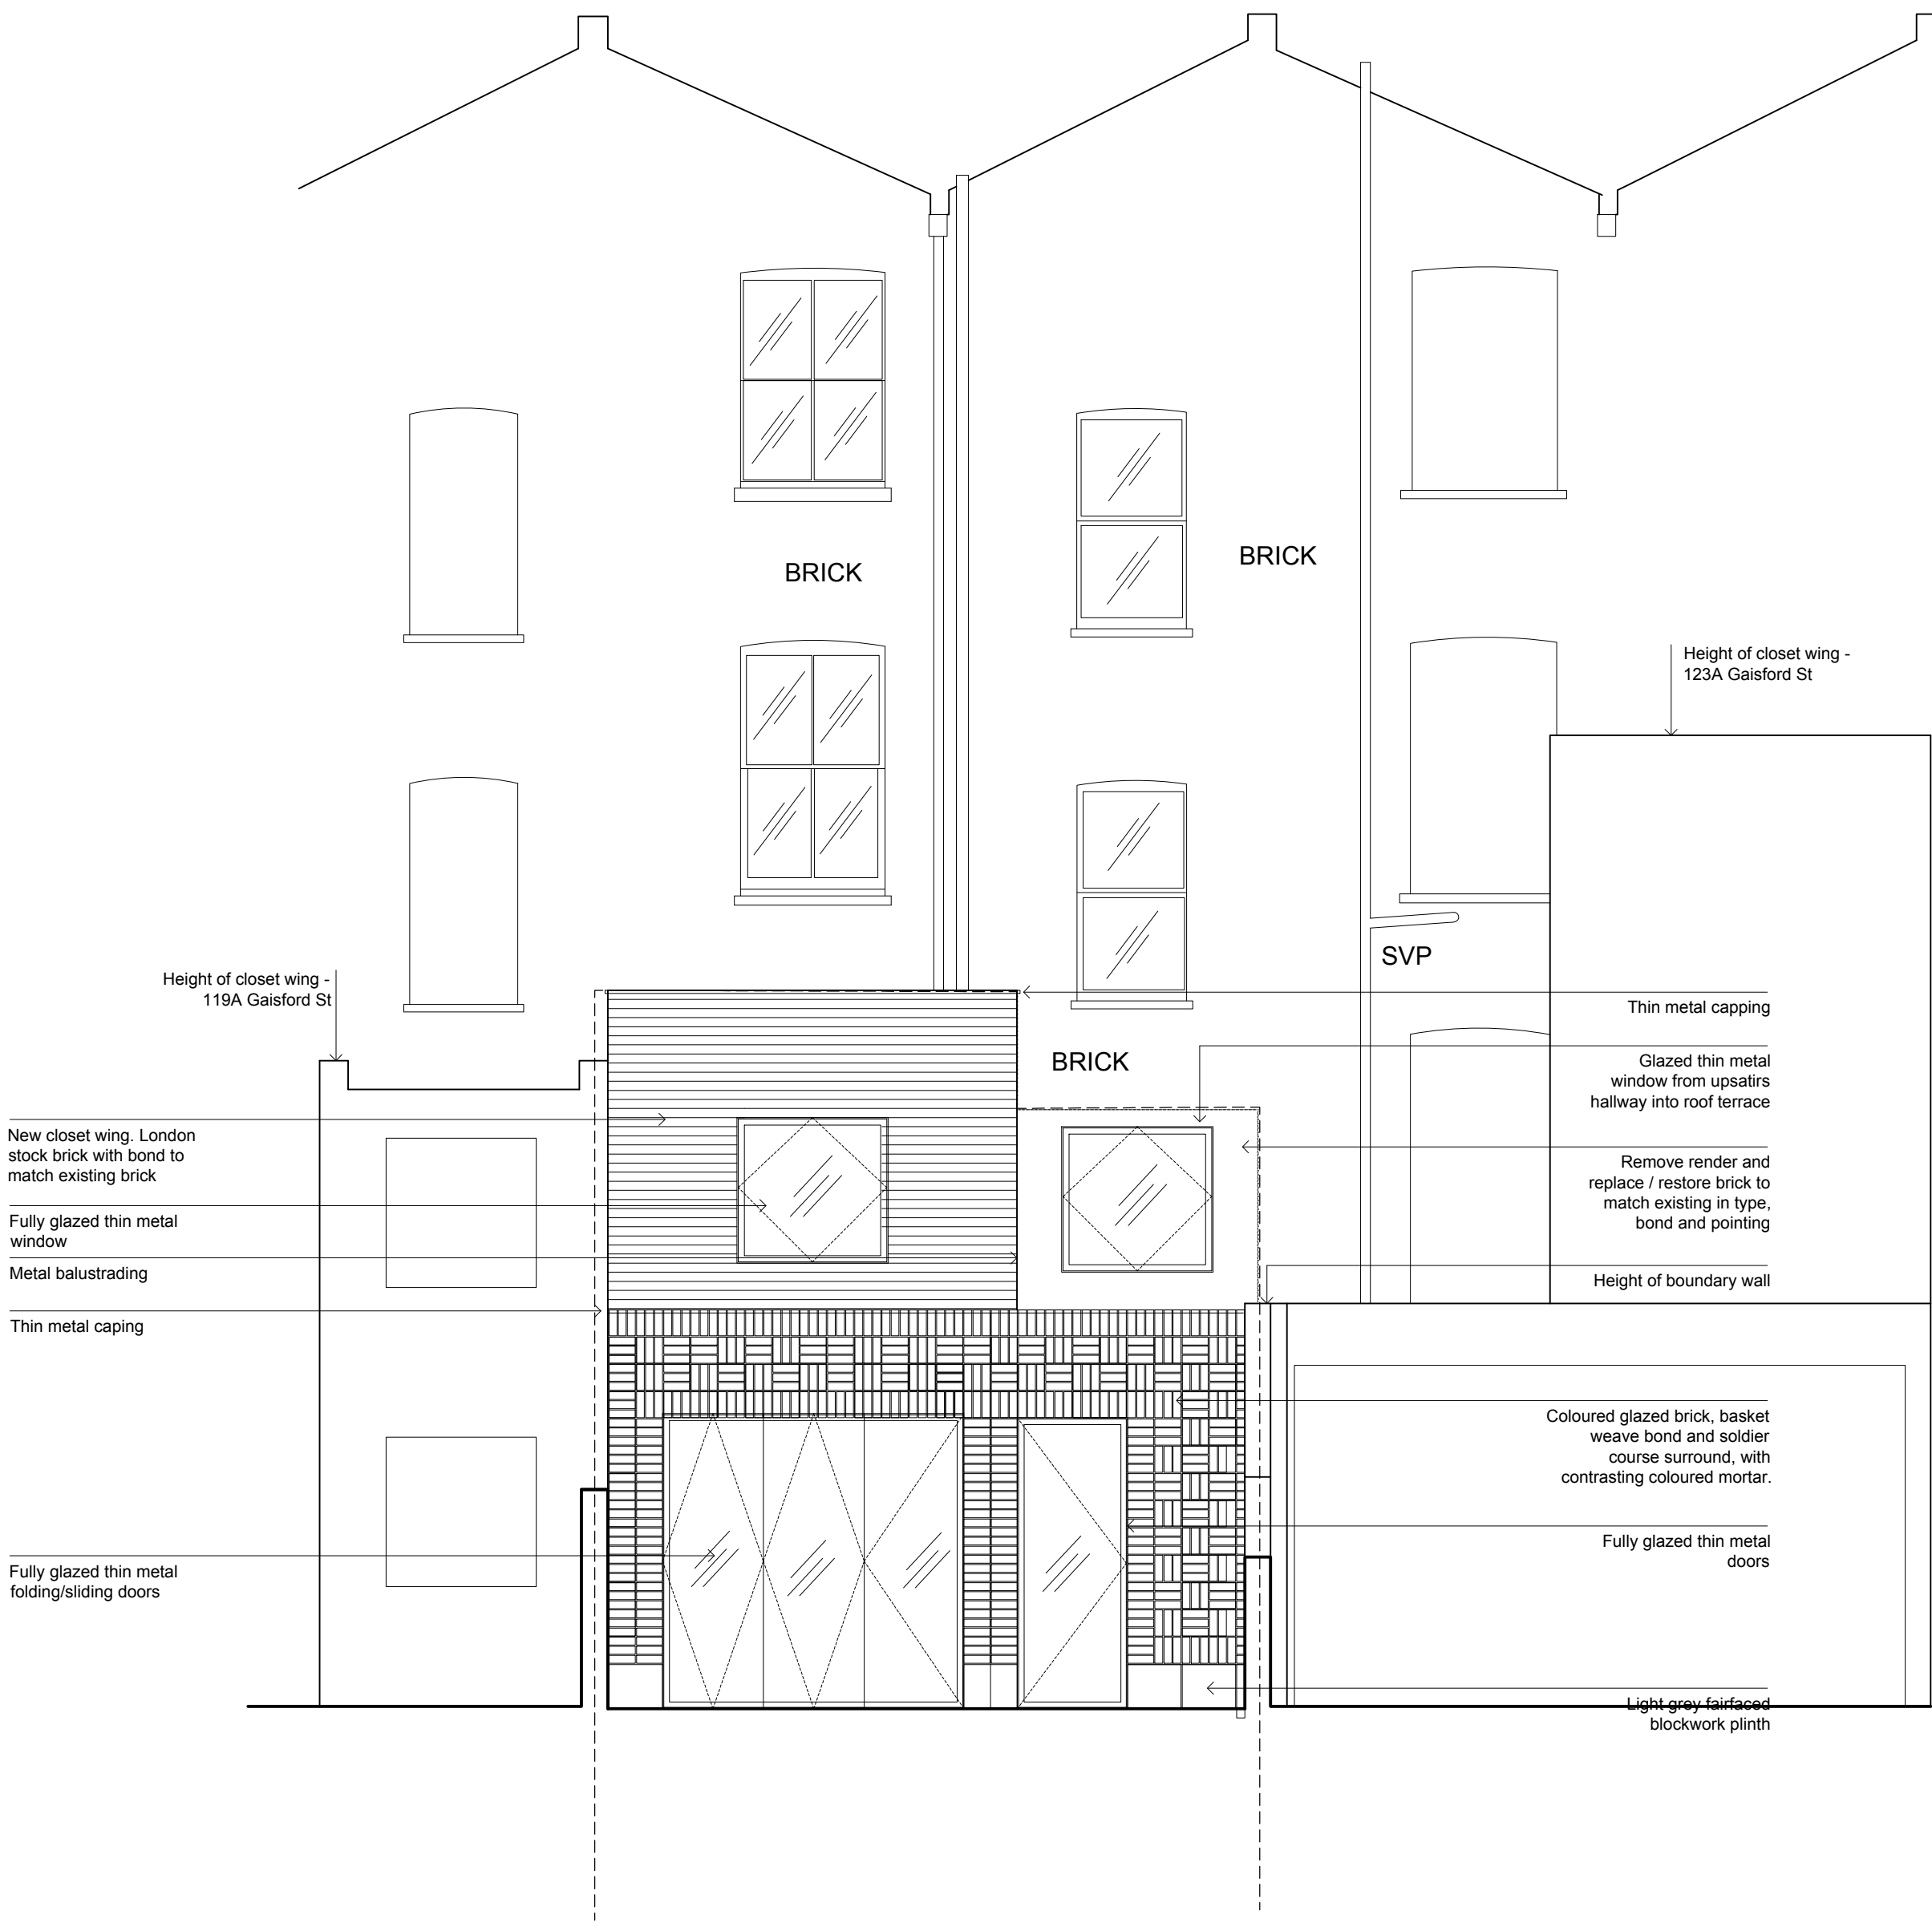 BRICK
BRICK
Height of closet wing -
123A Gaisford St
SVP
Height of closet wing -
119A Gaisford St
Thin metal capping
BRICK
Glazed thin metal
window from upsatirs
hallway into roof terrace
New closet wing. London
stock brick with bond to
match existing brick
Remove render and
replace / restore brick to
match existing in type,
bond and pointing
Fully glazed thin metal
window
Metal balustrading
Height of boundary wall
Thin metal caping
Coloured glazed brick, basket
weave bond and soldier
course surround, with
contrasting coloured mortar.
Fully glazed thin metal
doors
Fully glazed thin metal
folding/sliding doors
Light grey fairfaced
blockwork plinth